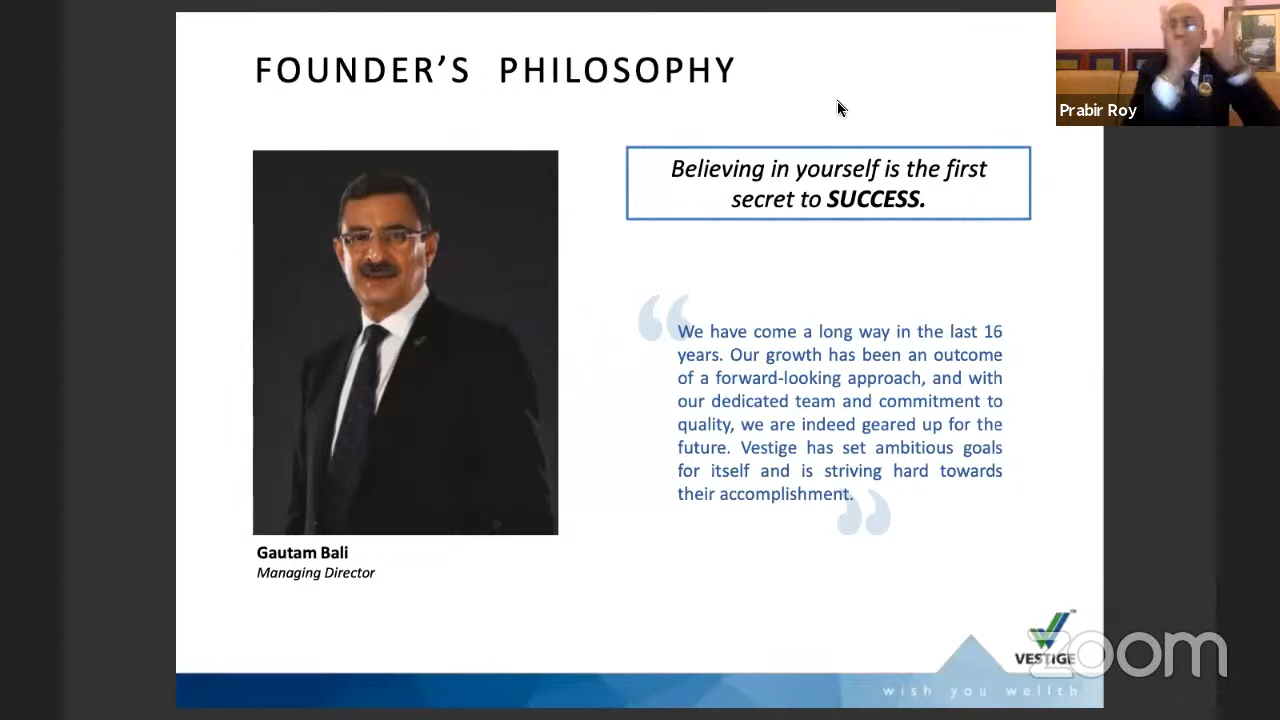 FOUNDER'S PHILOSOPHY
Prabir Roy
Believing in yourself is the first
secret to SUCCESS.
“
We have come a long way in the last 16
years. Our growth has been an outcome
of a forward-looking approach, and with
our dedicated team and commitment to
quality, we are indeed geared up for the
future. Vestige has set ambitious goals
for itself and is striving hard towards
their accomplishment.
”
Gautam Bali
Managing Director
VESTIGE
TM
zoom
wish you wellth